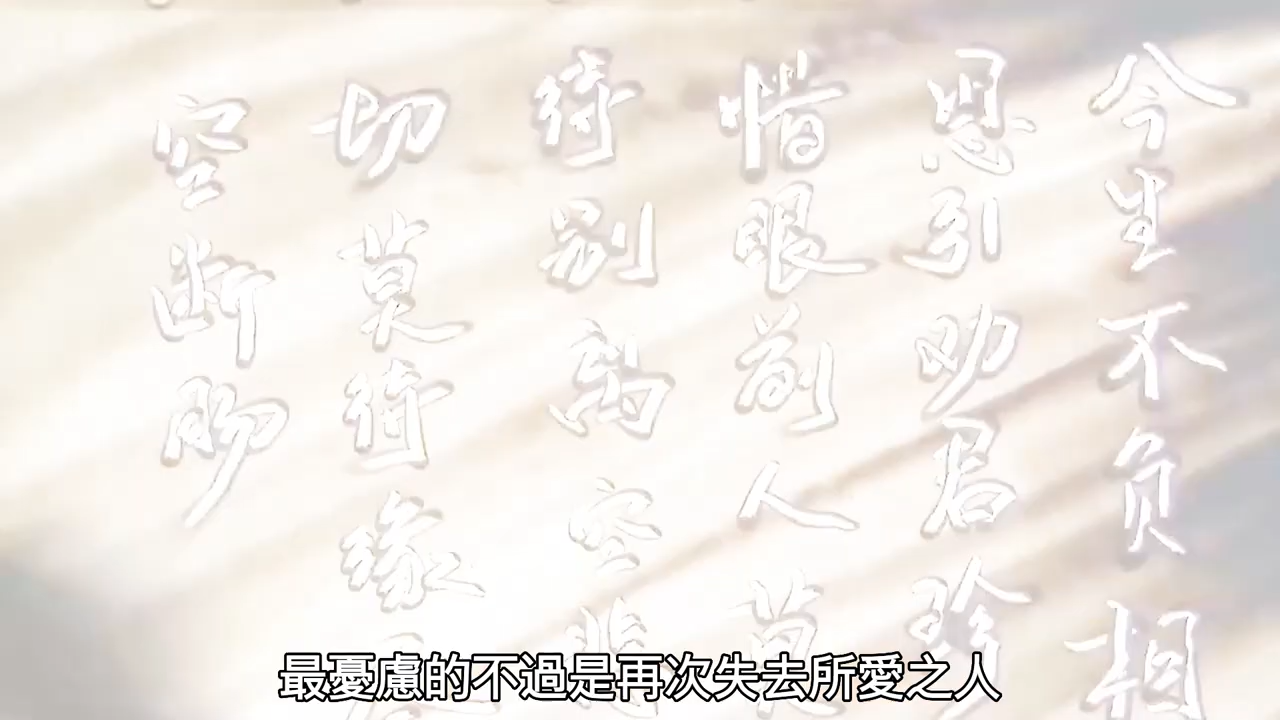 今生不负相
思引劝君珍
惜眼前人莫
待别离空悲
切莫待缘尽
空断肠
最憂慮的不過是再次失去所愛之人